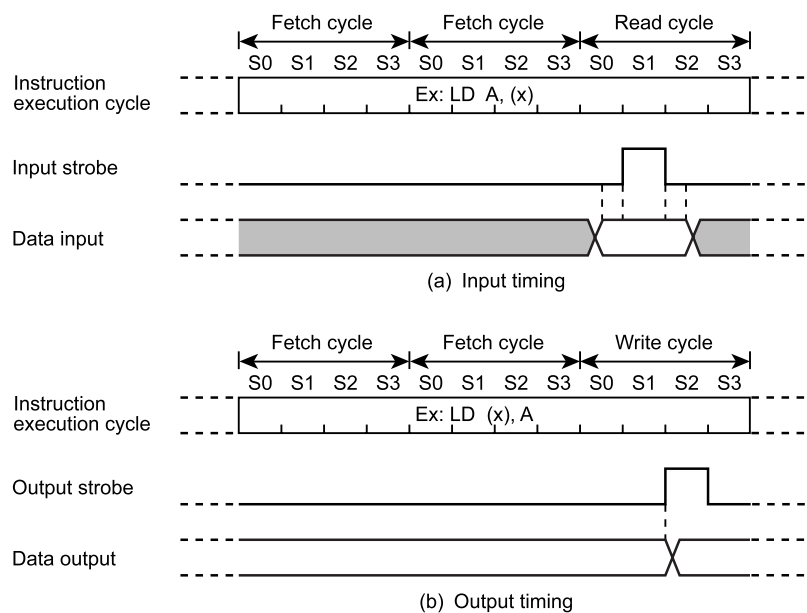 Fetch cycle Fetch cycle Read cycle
S0 S1 S2 S3 S0 S1 S2 S3 S0 S1 S2 S3
Instruction
execution cycle
Ex: LD A, (x)
Input strobe
Data input
(a) Input timing
Fetch cycle Fetch cycle Write cycle
S0 S1 S2 S3 S0 S1 S2 S3 S0 S1 S2 S3
Instruction
execution cycle
Ex: LD (x), A
Output strobe
Data output
(b) Output timing